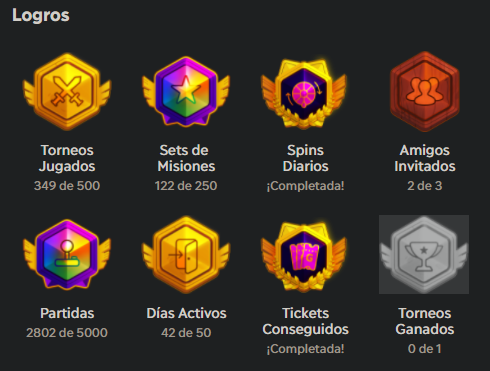 Logros
Torneos
Jugados
349 de 500
Sets de
Misiones
122 de 250
Spins
Diarios
¡Completada!
Amigos
Invitados
2 de 3
Partidas
2802 de 5000
Días Activos
42 de 50
Tickets
Conseguidos
¡Completada!
Torneos
Ganados
0 de 1